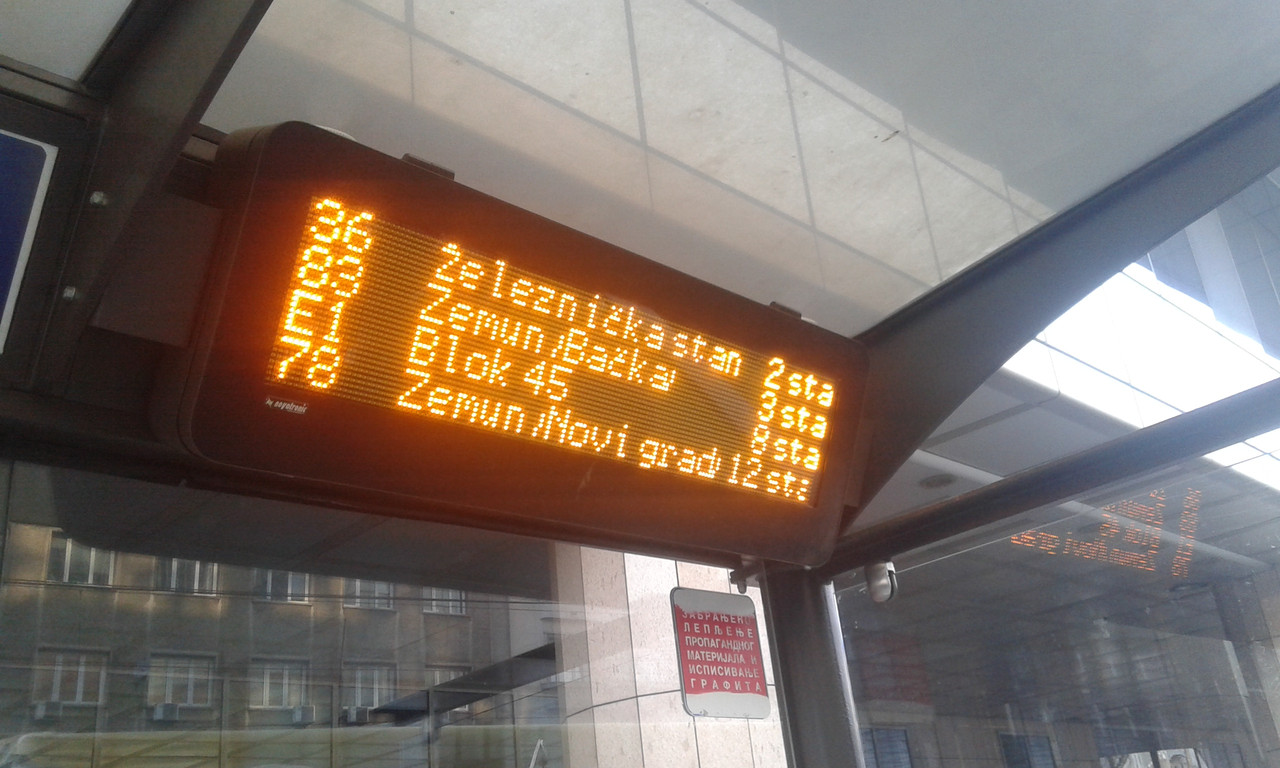 36 Železnička stan 2 sta
83 Zemun /Bačka/ 3 sta
E1 Blok 45 8 sta
78 Zemun /Novi grad/ 12 sta
novatronic
ЗАБРАЊЕНО
ЛЕПЉЕЊЕ
ПРОПАГАНДНОГ
МАТЕРИЈАЛА И
ИСПИСИВАЊЕ
ГРАФИТА